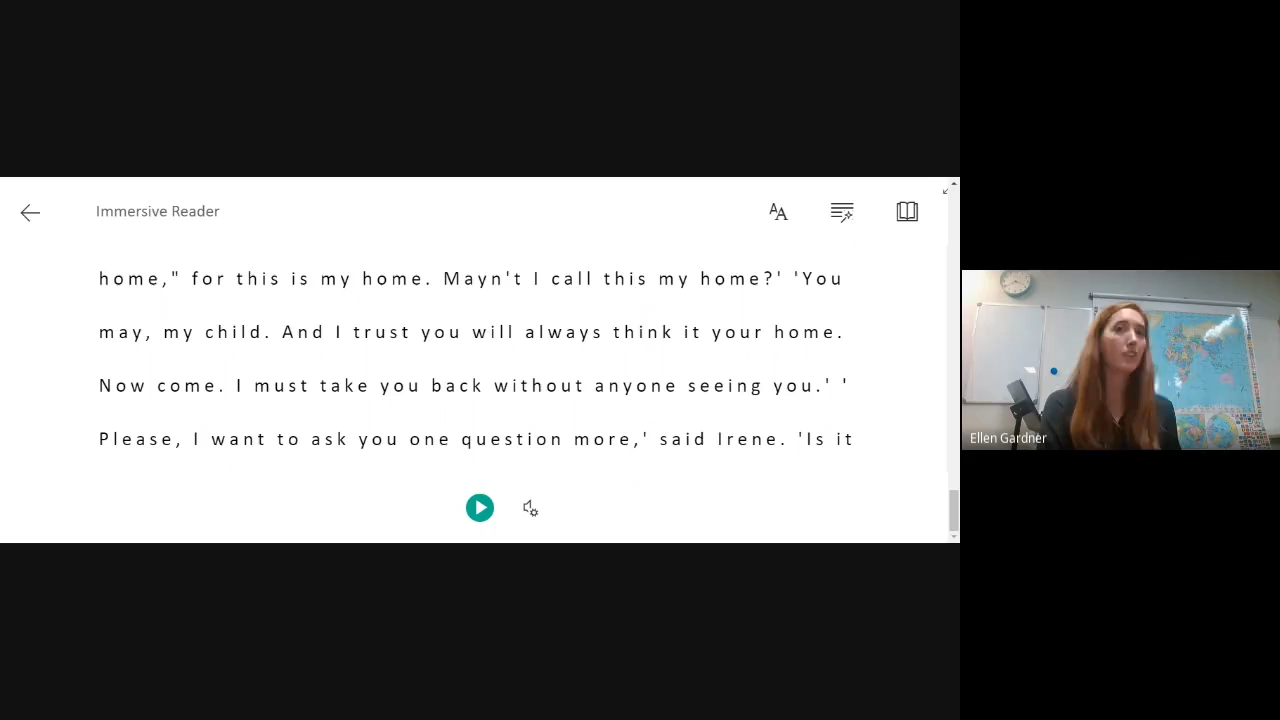 Immersive Reader
home," for this is my home. Mayn't I call this my home?' 'You
may, my child. And I trust you will always think it your home.
Now come. I must take you back without anyone seeing you.' '
Please, I want to ask you one question more,' said Irene. 'Is it
Ellen Gardner